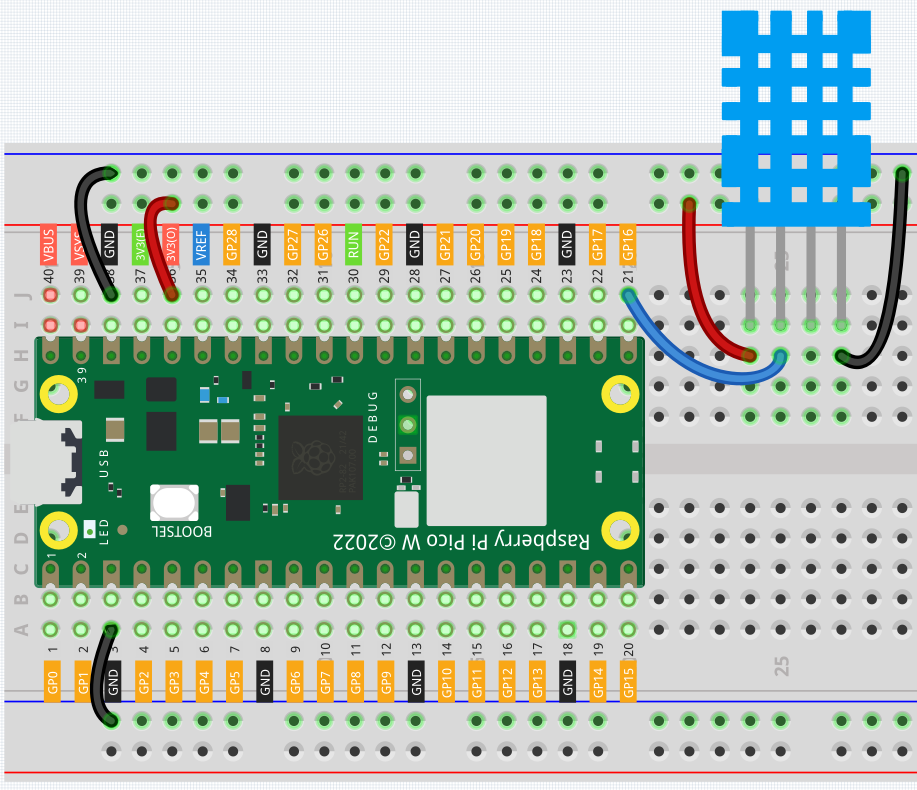 VBUS VSYS GND 3V3(E) 3V3(O) VREF GP28 GND GP27 GP26 RUN GP22 GND GP21 GP20 GP19 GP18 GND GP17 GP16
40 39 38 37 36 35 34 33 32 31 30 29 28 27 26 25 24 23 22 21
25
J
I
H
G
F
39
DEBUG
USB
BOOTSEL
LED
Raspberry Pi Pico W ©2022
1 2
E
D
C
B
A
1 2 3 4 5 6 7 8 9 10 11 12 13 14 15 16 17 18 19 20
25
GP0 GP1 GND GP2 GP3 GP4 GP5 GND GP6 GP7 GP8 GP9 GND GP10 GP11 GP12 GP13 GND GP14 GP15